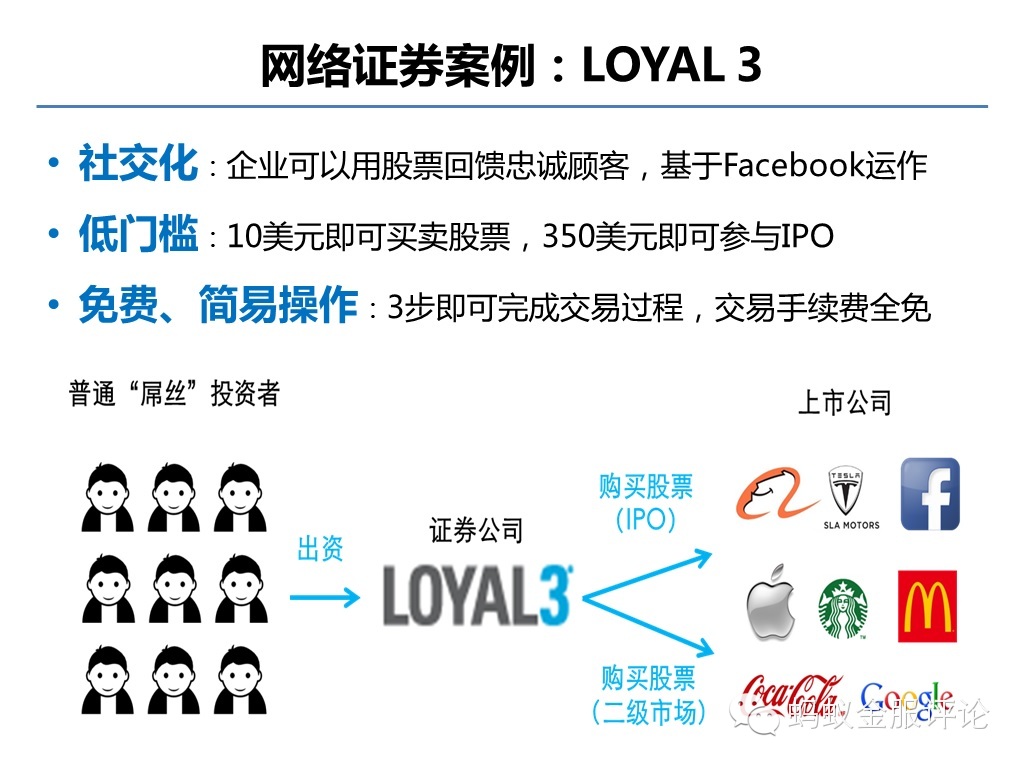 网络证券案例：LOYAL 3
• 社交化：企业可以用股票回馈忠诚顾客，基于Facebook运作
• 低门槛：10美元即可买卖股票，350美元即可参与IPO
• 免费、简易操作：3步即可完成交易过程，交易手续费全免
普通“屌丝”投资者
上市公司
购买股票
（IPO）
TESLA
SLA MOTORS
f
证券公司
出资
LOYAL3
购买股票
（二级市场）
Coca-Cola
Google
蚂蚁金服评论